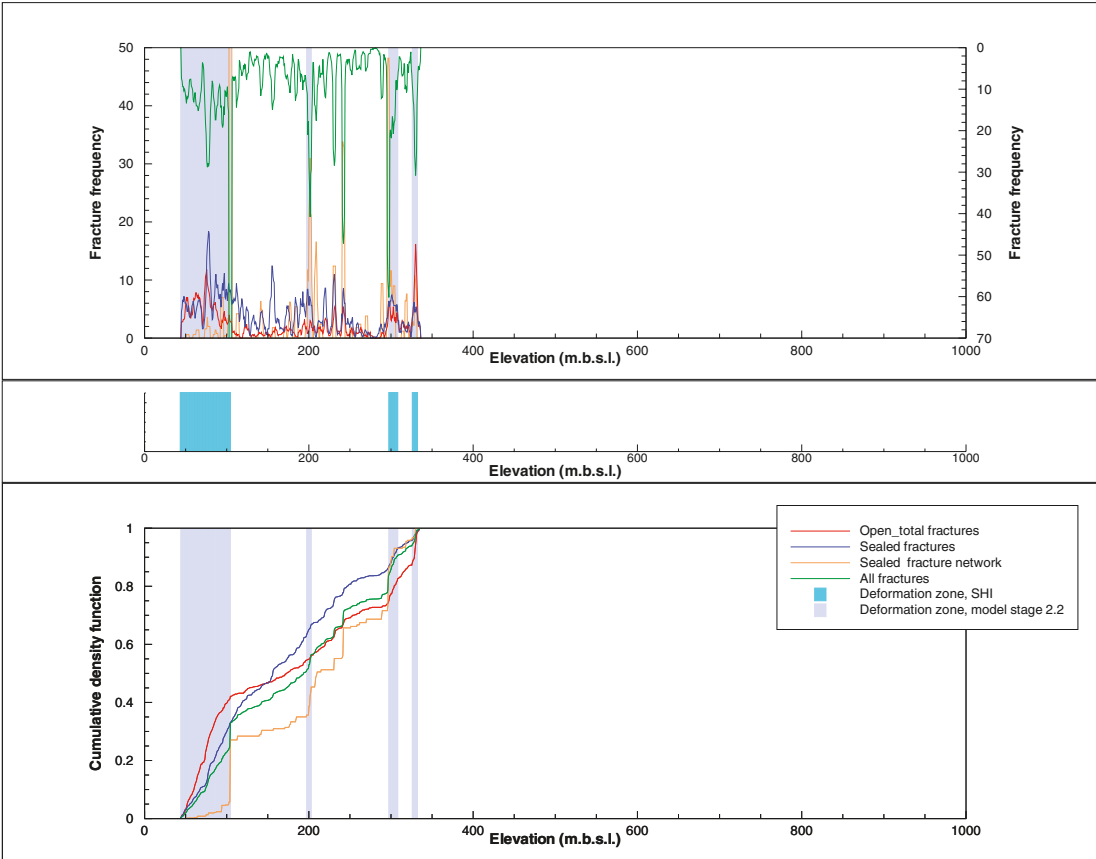 50
40
30
20
10
0
Fracture frequency
0
10
20
30
40
50
60
70
Fracture frequency
0 200 400 600 800 1000
Elevation (m.b.s.l.)
0 200 400 600 800 1000
Elevation (m.b.s.l.)
1
0.8
0.6
0.4
0.2
0
Cumulative density function
Open_total fractures
Sealed fractures
Sealed fracture network
All fractures
Deformation zone, SHI
Deformation zone, model stage 2.2
0 200 400 600 800 1000
Elevation (m.b.s.l.)